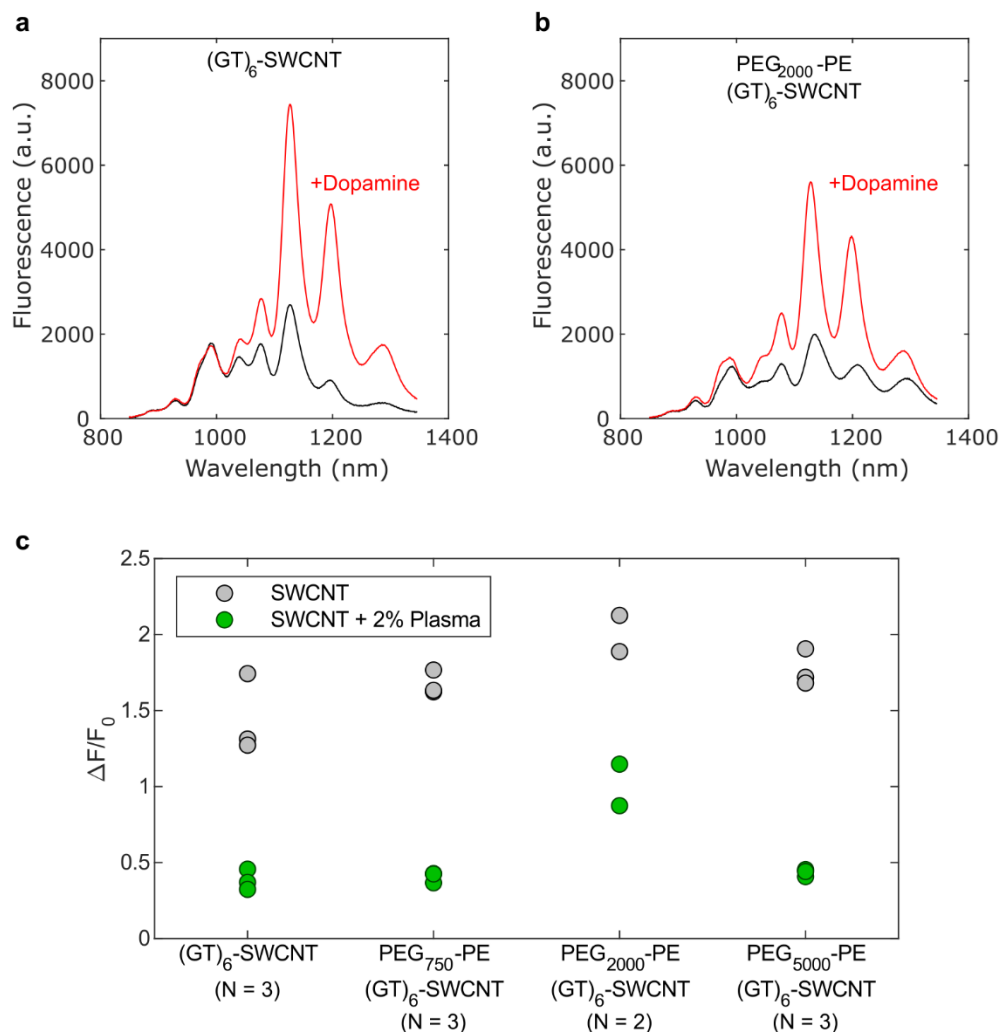 a
(GT)6-SWCNT
+Dopamine
Fluorescence (a.u.)
8000
6000
4000
2000
0
800 1000 1200 1400
Wavelength (nm)
b
PEG2000-PE
(GT)6-SWCNT
+Dopamine
Fluorescence (a.u.)
8000
6000
4000
2000
0
800 1000 1200 1400
Wavelength (nm)
c
SWCNT
SWCNT + 2% Plasma
ΔF/F0
2.5
2
1.5
1
0.5
0
(GT)6-SWCNT
(N = 3)
PEG750-PE
(GT)6-SWCNT
(N = 3)
PEG2000-PE
(GT)6-SWCNT
(N = 2)
PEG5000-PE
(GT)6-SWCNT
(N = 3)